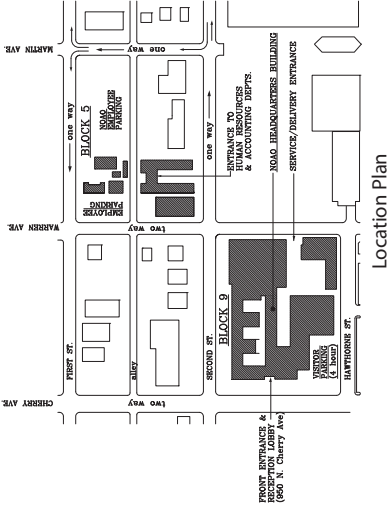 MARTIN AVE.
one way
one way
one way
BLOCK 5
NOAO
EMPLOYEE
PARKING
EMPLOYEE
PARKING
ENTRANCE TO
HUMAN RESOURCES
& ACCOUNTING DEPTS.
NOAO HEADQUARTERS BUILDING
SERVICE/DELIVERY ENTRANCE
WARREN AVE.
two way
FIRST ST.
alley
SECOND ST.
BLOCK 9
VISITOR
PARKING
(4 hour)
HAWTHORNE ST.
CHERRY AVE.
two way
FRONT ENTRANCE &
RECEPTION LOBBY
(950 N. Cherry Ave)
Location Plan